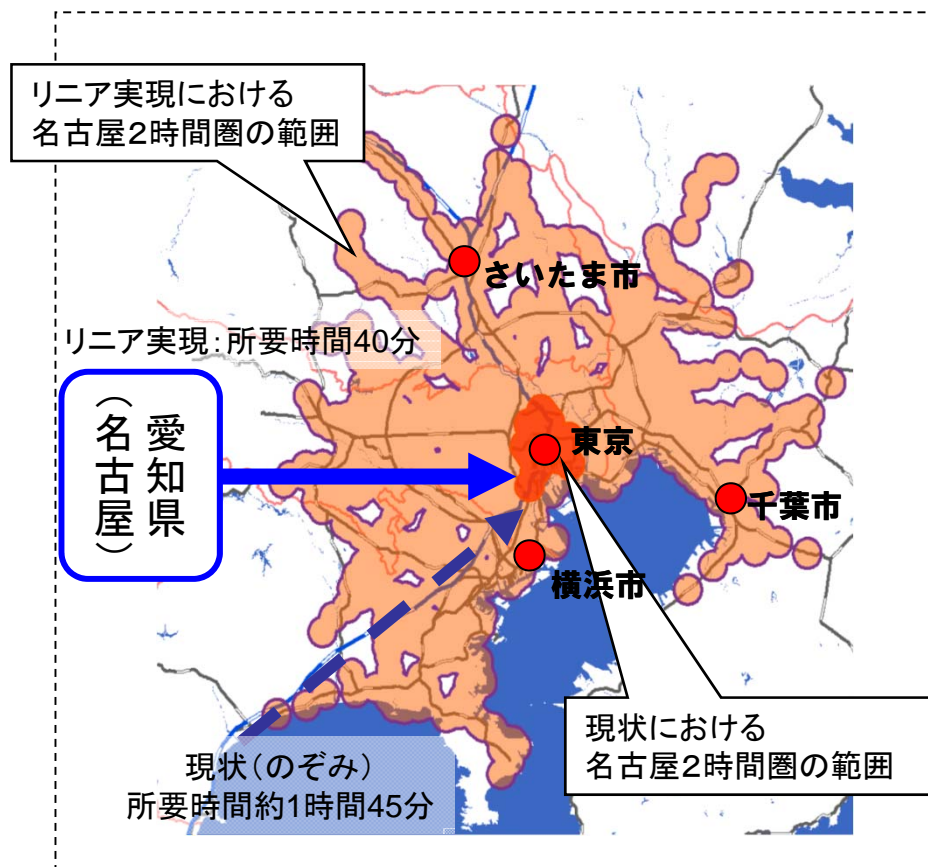 リニア実現における
名古屋2時間圏の範囲
さいたま市
リニア実現：所要時間40分
愛知県
（名古屋）
東京
千葉市
横浜市
現状における
名古屋2時間圏の範囲
現状（のぞみ）
所要時間約1時間45分